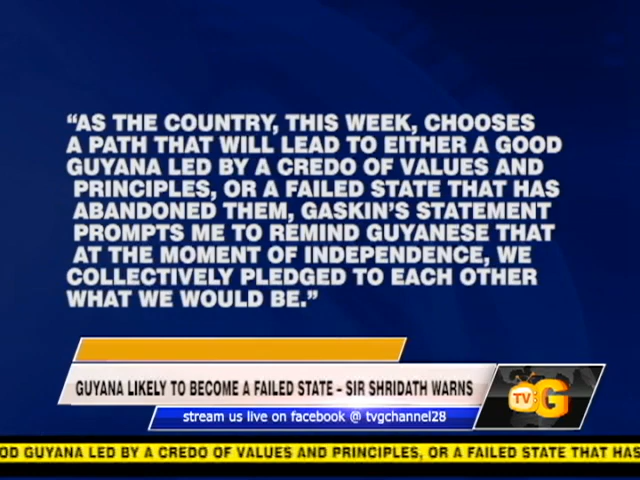 “AS THE COUNTRY, THIS WEEK, CHOOSES
A PATH THAT WILL LEAD TO EITHER A GOOD
GUYANA LED BY A CREDO OF VALUES AND
PRINCIPLES, OR A FAILED STATE THAT HAS
ABANDONED THEM, GASKIN’S STATEMENT
PROMPTS ME TO REMIND GUYANESE THAT
AT THE MOMENT OF INDEPENDENCE, WE
COLLECTIVELY PLEDGED TO EACH OTHER
WHAT WE WOULD BE.”
GUYANA LIKELY TO BECOME A FAILED STATE – SIR SHRIDATH WARNS
TV G
stream us live on facebook @ tvgchannel28
OD GUYANA LED BY A CREDO OF VALUES AND PRINCIPLES, OR A FAILED STATE THAT HAS